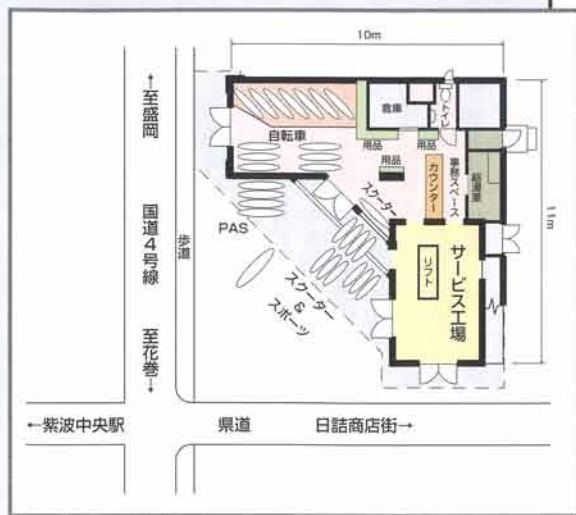 10m
11m
←至盛岡
国道4号線
至花巻→
歩道
自転車
倉庫
トイレ
用品
用品
用品
カウンター
事務スペース
給湯室
スクーター
PAS
スクーター
&
スポーツ
サービス工場
リフト
←紫波中央駅
県道
日詰商店街→